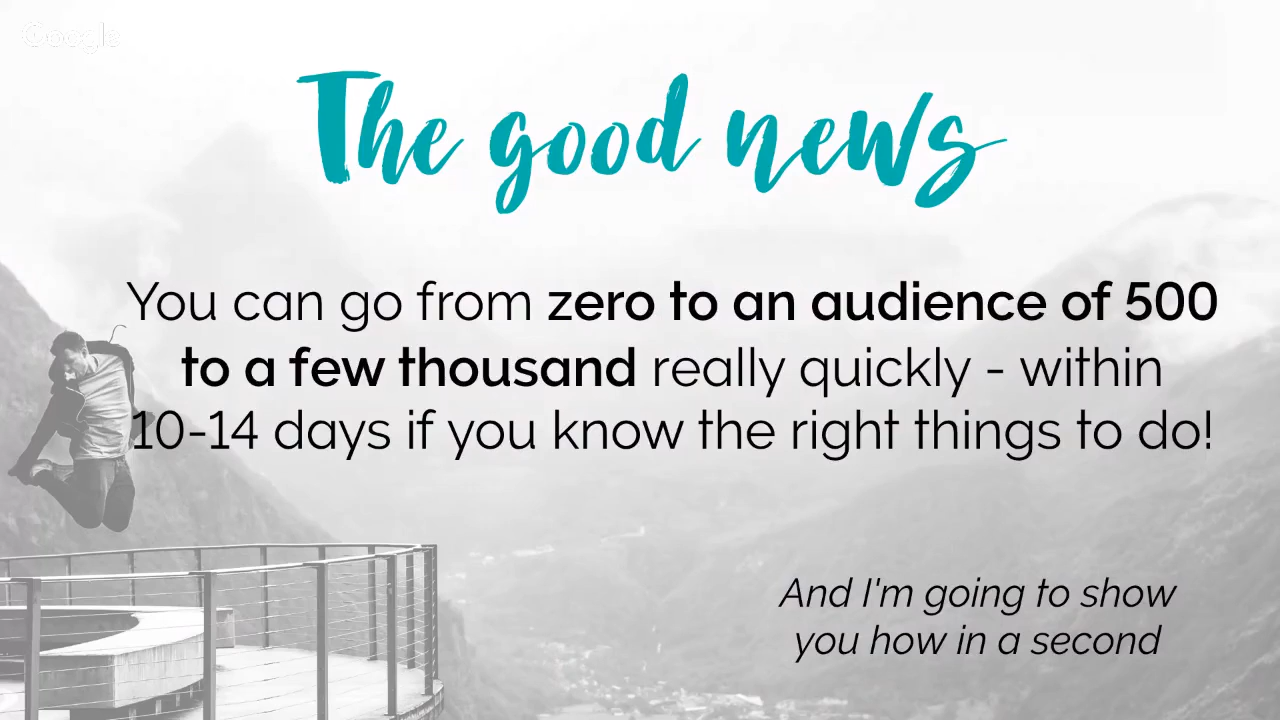 Google
The good news
You can go from zero to an audience of 500
to a few thousand really quickly - within
10-14 days if you know the right things to do!
And I'm going to show
you how in a second